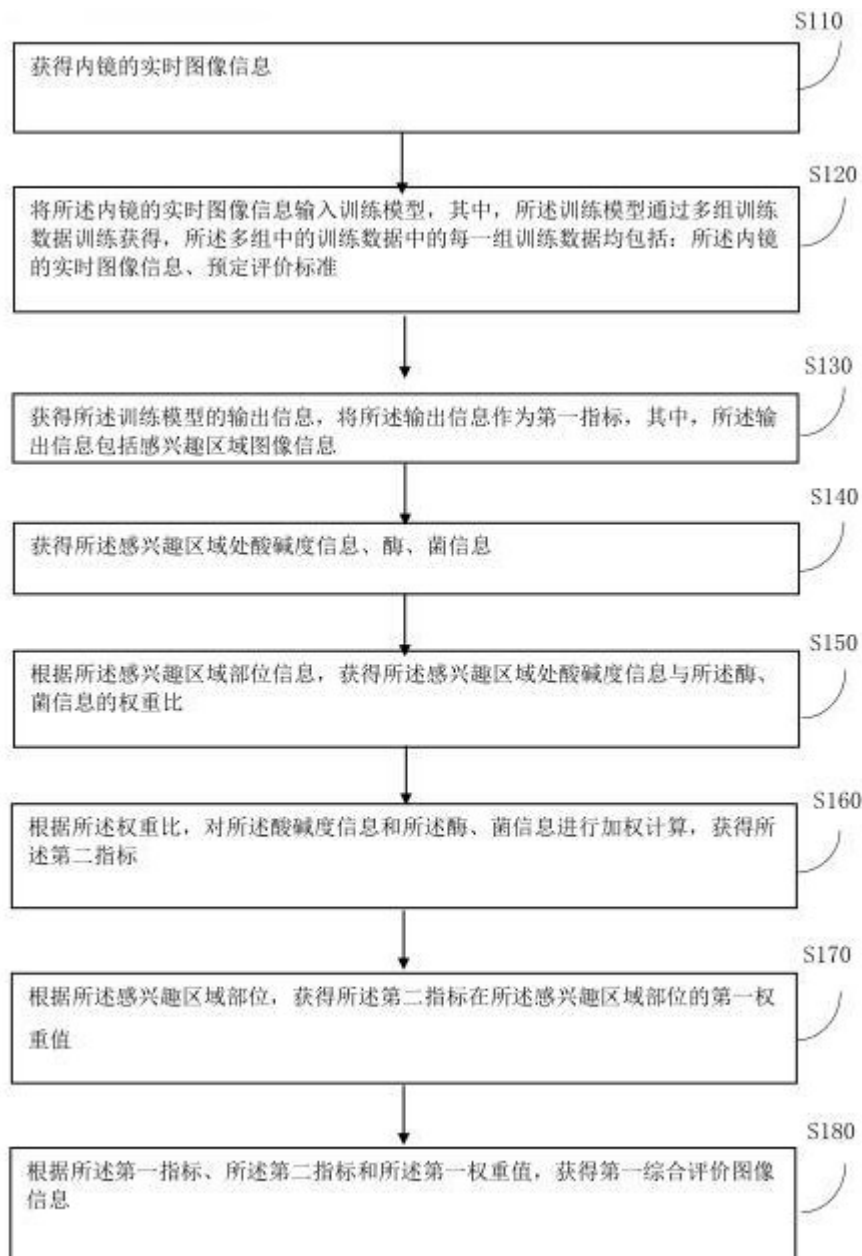 S110
获得内镜的实时图像信息
S120
将所述内镜的实时图像信息输入训练模型，其中，所述训练模型通过多组训练
数据训练获得，所述多组中的训练数据中的每一组训练数据均包括：所述内镜
的实时图像信息、预定评价标准
S130
获得所述训练模型的输出信息，将所述输出信息作为第一指标，其中，所述输
出信息包括感兴趣区域图像信息
S140
获得所述感兴趣区域处酸碱度信息、酶、菌信息
S150
根据所述感兴趣区域部位信息，获得所述感兴趣区域处酸碱度信息与所述酶、
菌信息的权重比
S160
根据所述权重比，对所述酸碱度信息和所述酶、菌信息进行加权计算，获得所
述第二指标
S170
根据所述感兴趣区域部位，获得所述第二指标在所述感兴趣区域部位的第一权
重值
S180
根据所述第一指标、所述第二指标和所述第一权重值，获得第一综合评价图像
信息